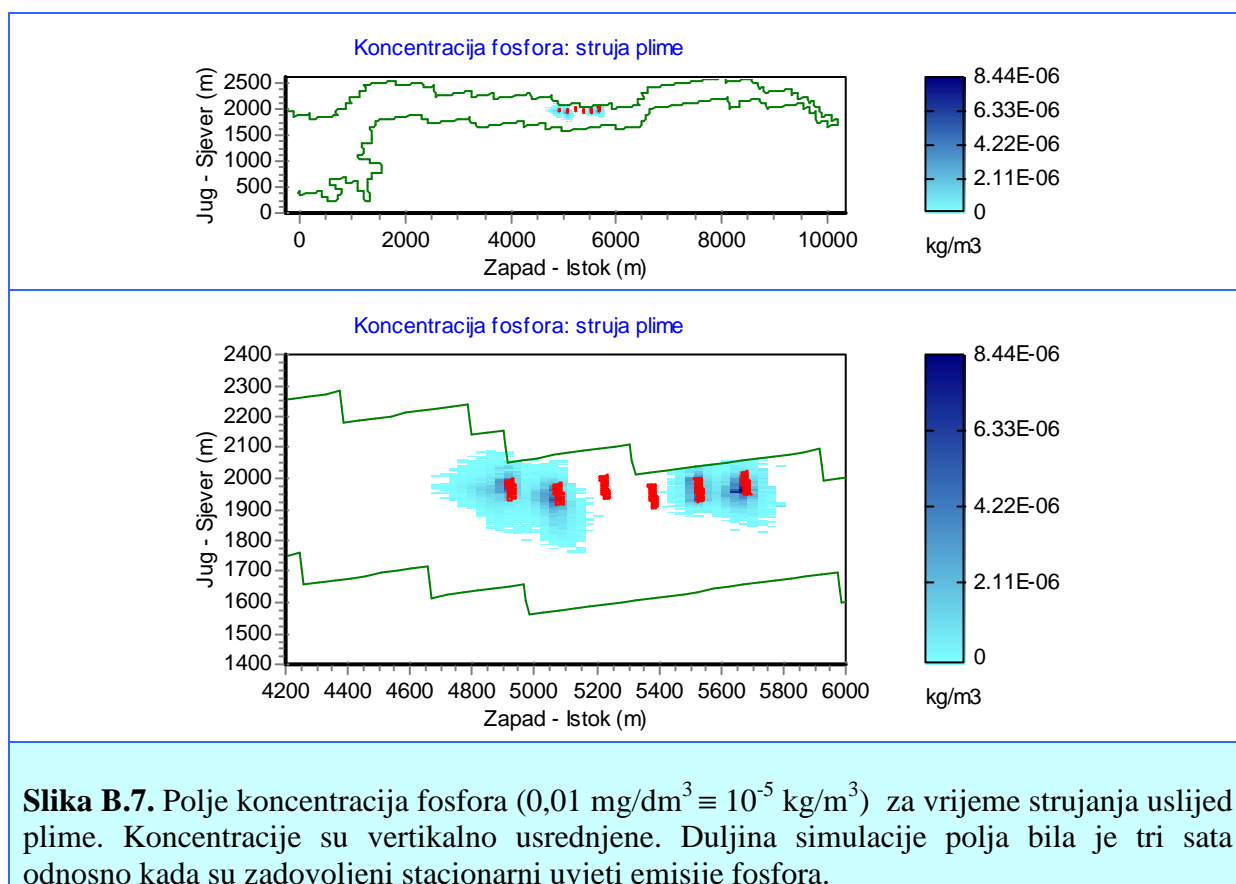 Koncentracija fosfora: struja plime
2500
2000
1500
1000
500
0
Jug - Sjever (m)
0 2000 4000 6000 8000 10000
Zapad - Istok (m)
8.44E-06
6.33E-06
4.22E-06
2.11E-06
0
kg/m3
Koncentracija fosfora: struja plime
2400
2300
2200
2100
2000
1900
1800
1700
1600
1500
1400
Jug - Sjever (m)
4200 4400 4600 4800 5000 5200 5400 5600 5800 6000
Zapad - Istok (m)
8.44E-06
6.33E-06
4.22E-06
2.11E-06
0
kg/m3
Slika B.7. Polje koncentracija fosfora (0,01 mg/dm³ ≡ 10⁻⁵ kg/m³) za vrijeme strujanja uslijed
plime. Koncentracije su vertikalno usrednjene. Duljina simulacije polja bila je tri sata
odnosno kada su zadovoljeni stacionarni uvjeti emisije fosfora.